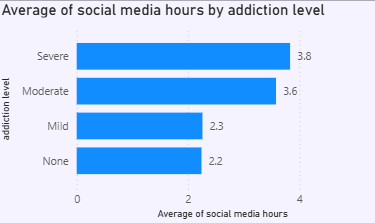 Average of social media hours by addiction level
addiction level
Severe 3.8
Moderate 3.6
Mild 2.3
None 2.2
0 2 4
Average of social media hours